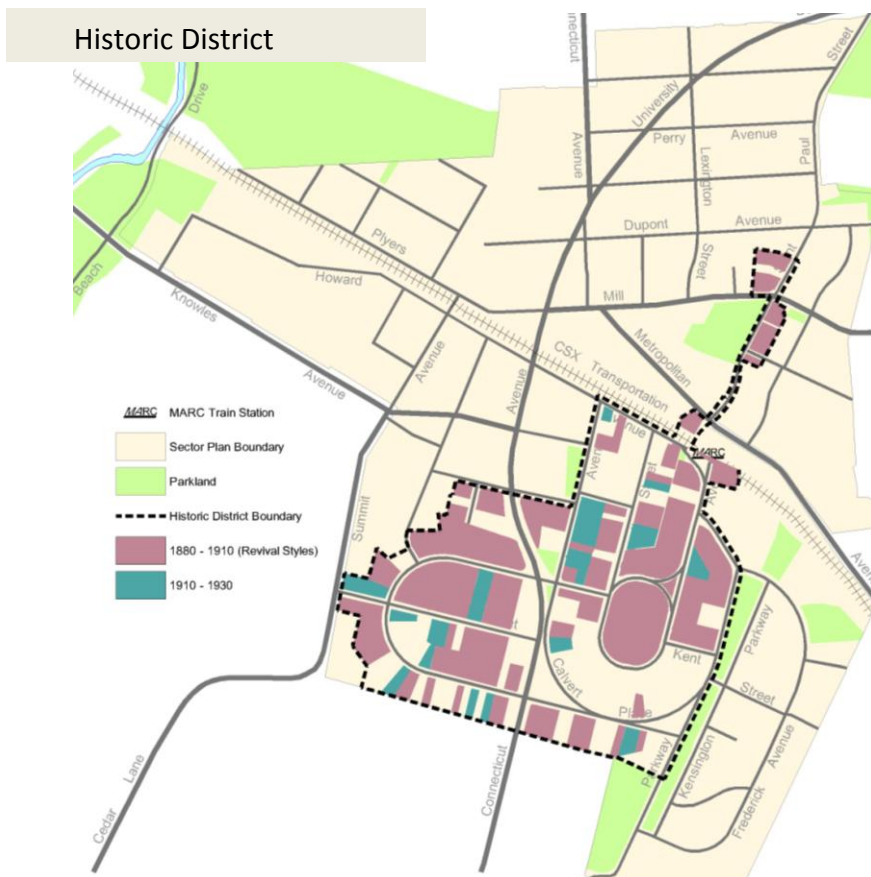 Historic District
Connecticut
Avenue
University
Street
Paul
Drive
Perry
Avenue
Lexington
Street
Dupont
Avenue
Plyers
Howard
Beach
Knowles
Avenue
Mill
Metropolitan
CSX Transportation
Avenue
Avenue
Avenue
Avenue
Summit
MARC
MARC MARC Train Station
Sector Plan Boundary
Parkland
Historic District Boundary
1880 - 1910 (Revival Styles)
1910 - 1930
Avenue
Parkway
Kent
Street
Calvert
Place
Parkway
Kensington
Avenue
Frederick
Connecticut
Cedar
Lane